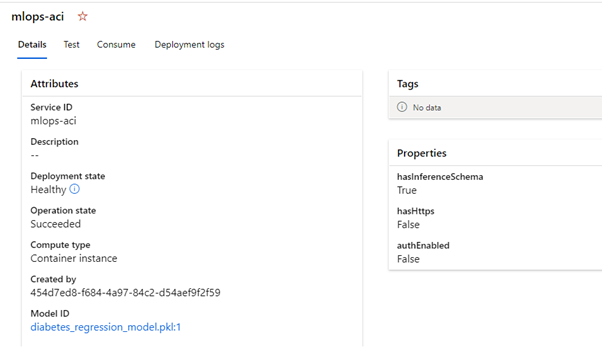 mlops-aci
Details Test Consume Deployment logs
Attributes
Service ID
mlops-aci
Description
--
Deployment state
Healthy
Operation state
Succeeded
Compute type
Container instance
Created by
454d7ed8-f684-4a97-84c2-d54aef9f2f59
Model ID
diabetes_regression_model.pkl:1
Tags
No data
Properties
hasInferenceSchema
True
hasHttps
False
authEnabled
False